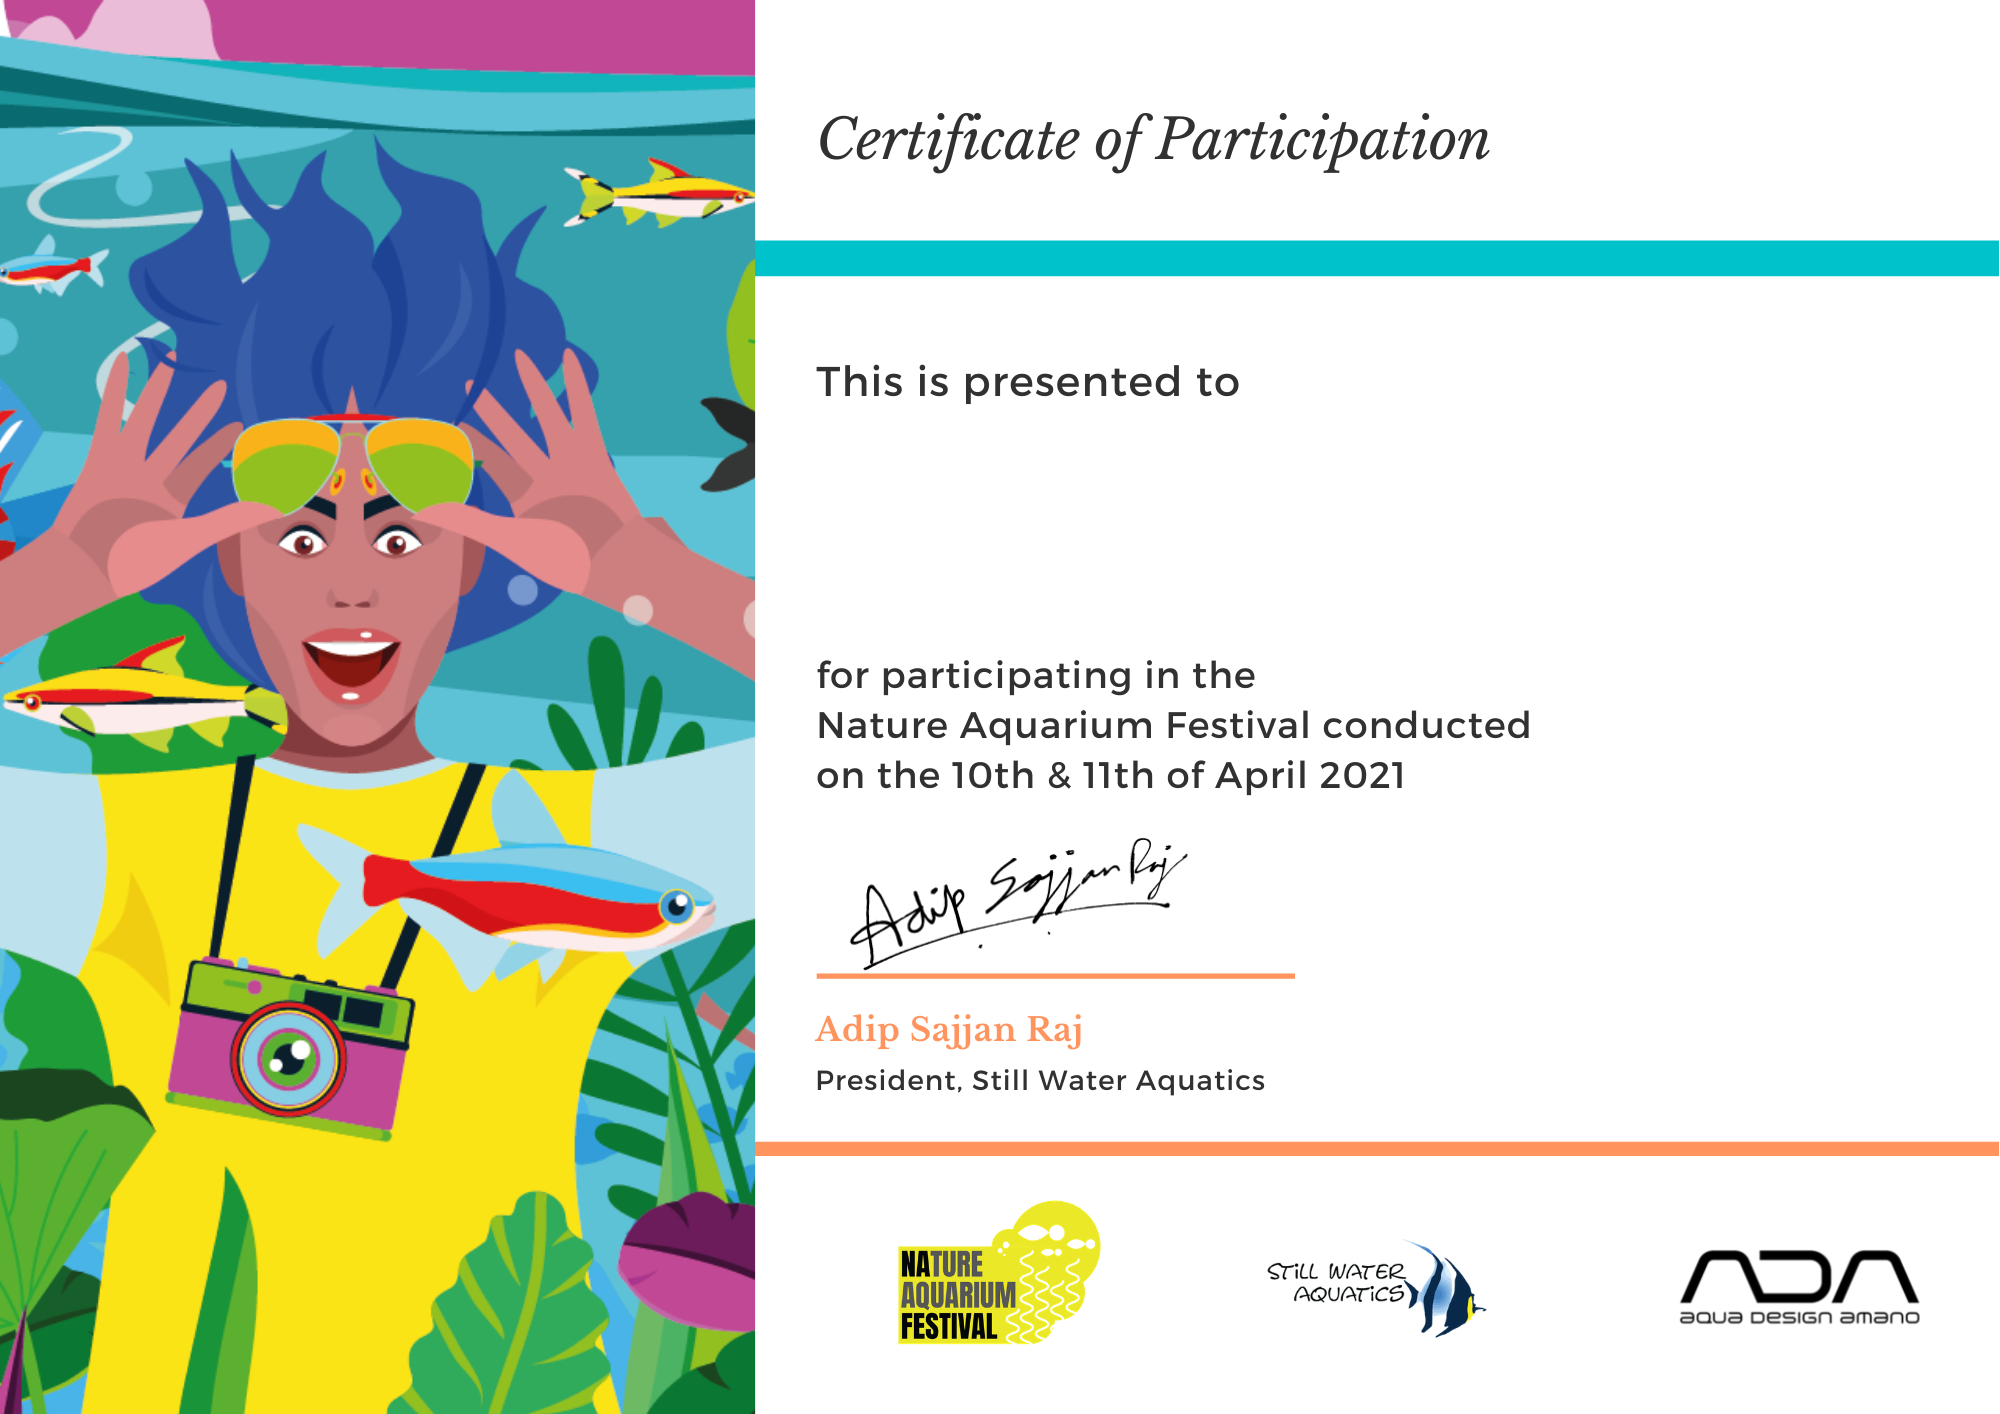 Certificate of Participation
This is presented to
for participating in the
Nature Aquarium Festival conducted
on the 10th & 11th of April 2021
Adip Sajjan Raj
Adip Sajjan Raj
President, Still Water Aquatics
NATURE
AQUARIUM
FESTIVAL
STiLL WATER
AQUATiCS
ADA
aqua DesIGn amano